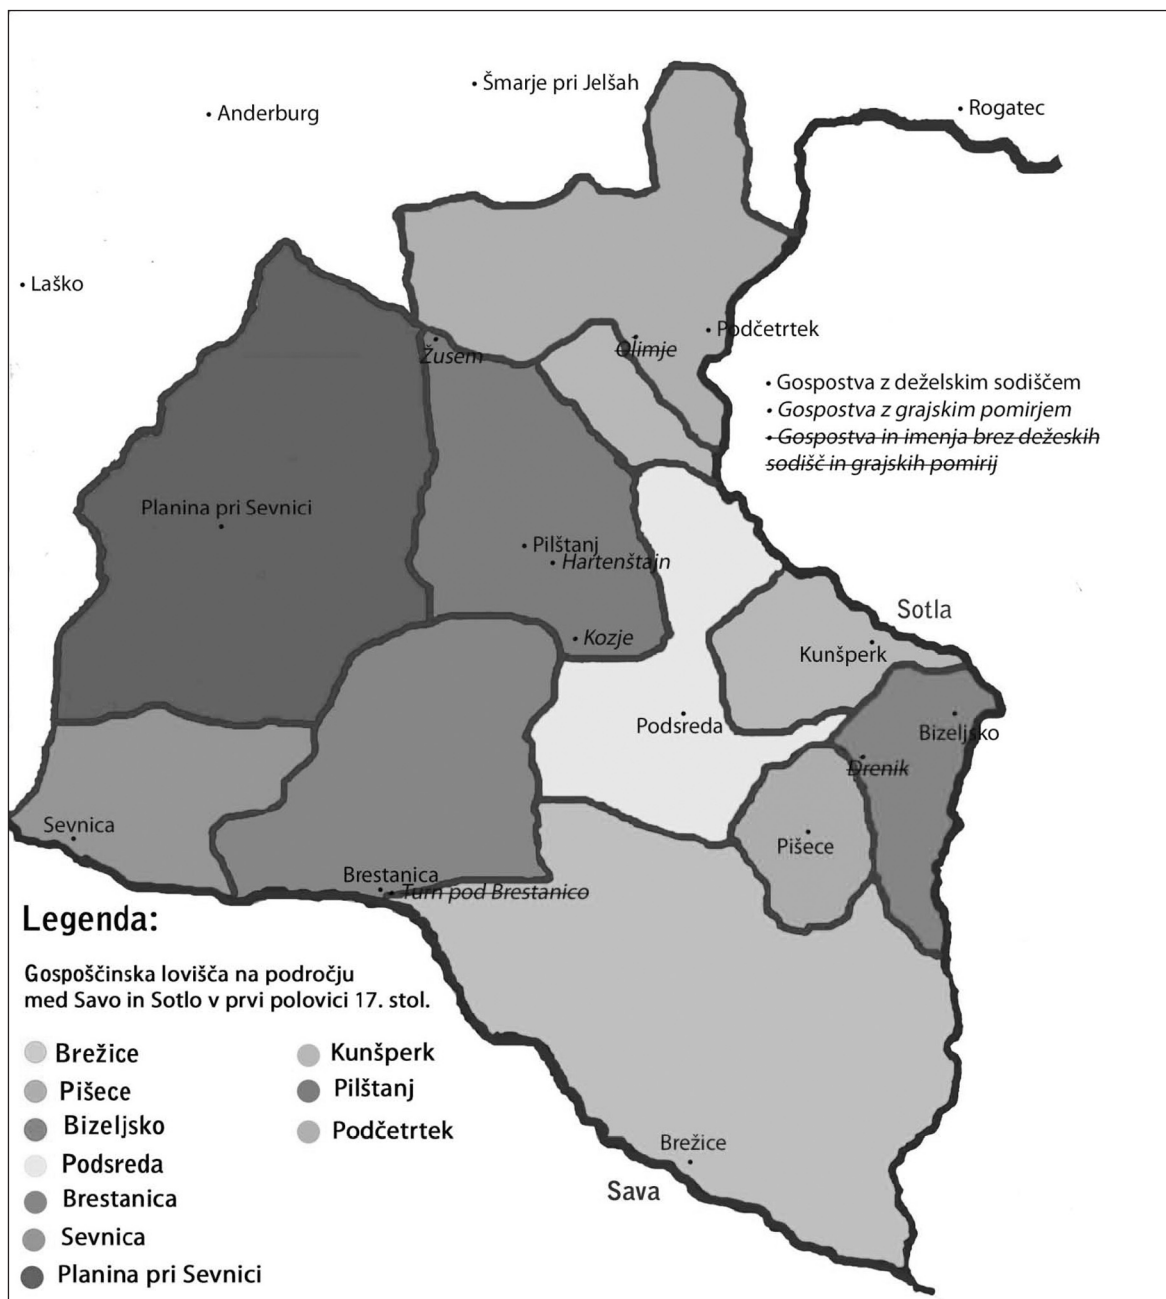 • Šmarje pri Jelšah
• Anderburg
• Rogatec
• Laško
• Podčetrtek
Olimje
Žusem
• Gospostva z deželskim sodiščem
• Gospostva z grajskim pomirjem
• Gospostva in imenja brez dežeskih
sodišč in grajskih pomirij
Planina pri Sevnici
• Pilštanj
• Hartenštajn
Sotla
• Kozje
Kunšperk
Podsreda
Bizeljsko
Drenik
Sevnica
Pišece
Brestanica
• Turn pod Brestanico
Legenda:
Gospoščinska lovišča na področju
med Savo in Sotlo v prvi polovici 17. stol.
Brežice
Pišece
Bizeljsko
Podsreda
Brestanica
Sevnica
Planina pri Sevnici
Kunšperk
Pilštanj
Podčetrtek
Brežice
Sava